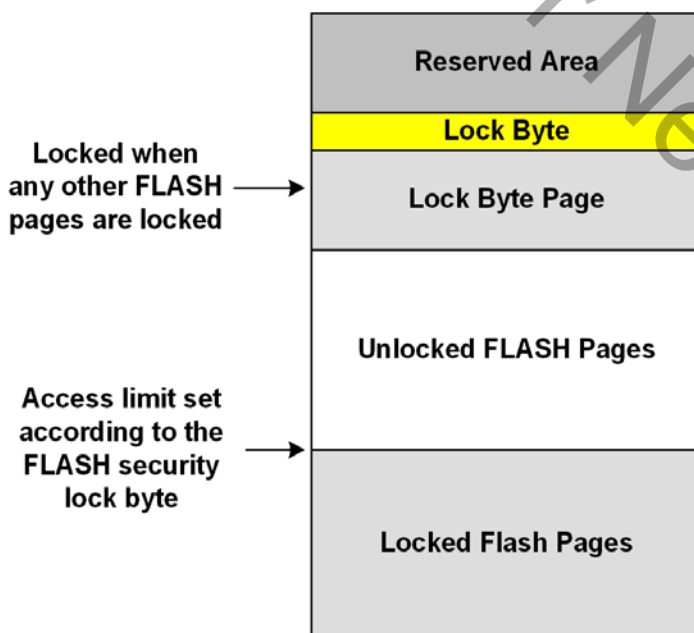 Reserved Area
Lock Byte
Locked when
any other FLASH
pages are locked
Lock Byte Page
Unlocked FLASH Pages
Access limit set
according to the
FLASH security
lock byte
Locked Flash Pages